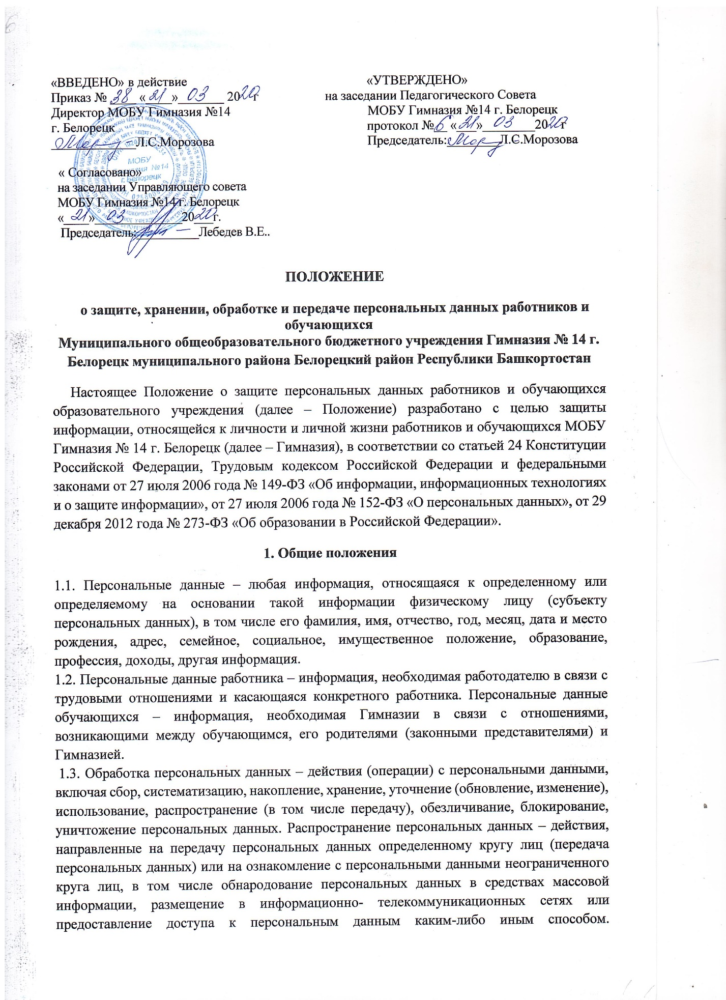 «ВВЕДЕНО» в действие
Приказ № 38 «21» 03 2020 г
Директор МОБУ Гимназия №14
г. Белорецк
Л.С.Морозова
«УТВЕРЖДЕНО»
на заседании Педагогического Совета
МОБУ Гимназия №14 г. Белорецк
протокол № 6 «21» 03 2020 г
Председатель: Л.С.Морозова
МОБУ
№14
г. Белорецк
« Согласовано»
на заседании Управляющего совета
МОБУ Гимназия №14 г. Белорецк
«21» 03 2020 г.
Председатель: Лебедев В.Е..
ПОЛОЖЕНИЕ
о защите, хранении, обработке и передаче персональных данных работников и
обучающихся
Муниципального общеобразовательного бюджетного учреждения Гимназия № 14 г.
Белорецк муниципального района Белорецкий район Республики Башкортостан
Настоящее Положение о защите персональных данных работников и обучающихся
образовательного учреждения (далее – Положение) разработано с целью защиты
информации, относящейся к личности и личной жизни работников и обучающихся МОБУ
Гимназия № 14 г. Белорецк (далее – Гимназия), в соответствии со статьей 24 Конституции
Российской Федерации, Трудовым кодексом Российской Федерации и федеральными
законами от 27 июля 2006 года № 149-ФЗ «Об информации, информационных технологиях
и о защите информации», от 27 июля 2006 года № 152-ФЗ «О персональных данных», от 29
декабря 2012 года № 273-ФЗ «Об образовании в Российской Федерации».
1. Общие положения
1.1. Персональные данные – любая информация, относящаяся к определенному или
определяемому на основании такой информации физическому лицу (субъекту
персональных данных), в том числе его фамилия, имя, отчество, год, месяц, дата и место
рождения, адрес, семейное, социальное, имущественное положение, образование,
профессия, доходы, другая информация.
1.2. Персональные данные работника – информация, необходимая работодателю в связи с
трудовыми отношениями и касающаяся конкретного работника. Персональные данные
обучающихся – информация, необходимая Гимназии в связи с отношениями,
возникающими между обучающимся, его родителями (законными представителями) и
Гимназией.
1.3. Обработка персональных данных – действия (операции) с персональными данными,
включая сбор, систематизацию, накопление, хранение, уточнение (обновление, изменение),
использование, распространение (в том числе передачу), обезличивание, блокирование,
уничтожение персональных данных. Распространение персональных данных – действия,
направленные на передачу персональных данных определенному кругу лиц (передача
персональных данных) или на ознакомление с персональными данными неограниченного
круга лиц, в том числе обнародование персональных данных в средствах массовой
информации, размещение в информационно- телекоммуникационных сетях или
предоставление доступа к персональным данным каким-либо иным способом.